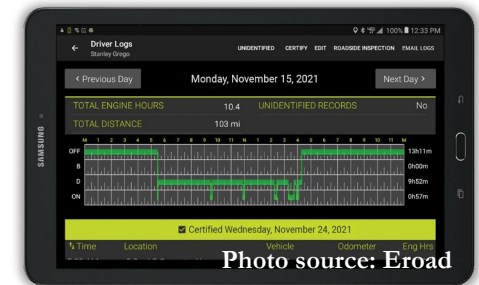 100% 12:33 PM
Driver Logs
Stanley Grego
UNIDENTIFIED CERTIFY EDIT ROADSIDE INSPECTION EMAIL LOGS
< Previous Day Monday, November 15, 2021 Next Day >
TOTAL ENGINE HOURS 10.4 UNIDENTIFIED RECORDS No
TOTAL DISTANCE 103 mi
M 1 2 3 4 5 6 7 8 9 10 11 N 1 2 3 4 5 6 7 8 9 10 11 M
OFF 13h11m
B 0h00m
D 9h52m
ON 0h57m
Certified Wednesday, November 24, 2021
Time Location Vehicle Odometer Eng Hrs
SAMSUNG
Photo source: Eroad